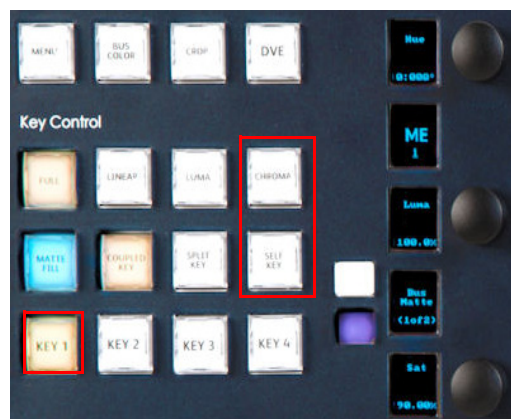 MENU
BUS
COLOR
CROP
DVE
Hue
0:000°
Key Control
ME
1
FULL
LINEAR
LUMA
CHROMA
Luma
100.0%
MATTE
FILL
COUPLED
KEY
SPLIT
KEY
SELF
KEY
Bus
Matte
(1of2)
KEY 1
KEY 2
KEY 3
KEY 4
Sat
90.00%